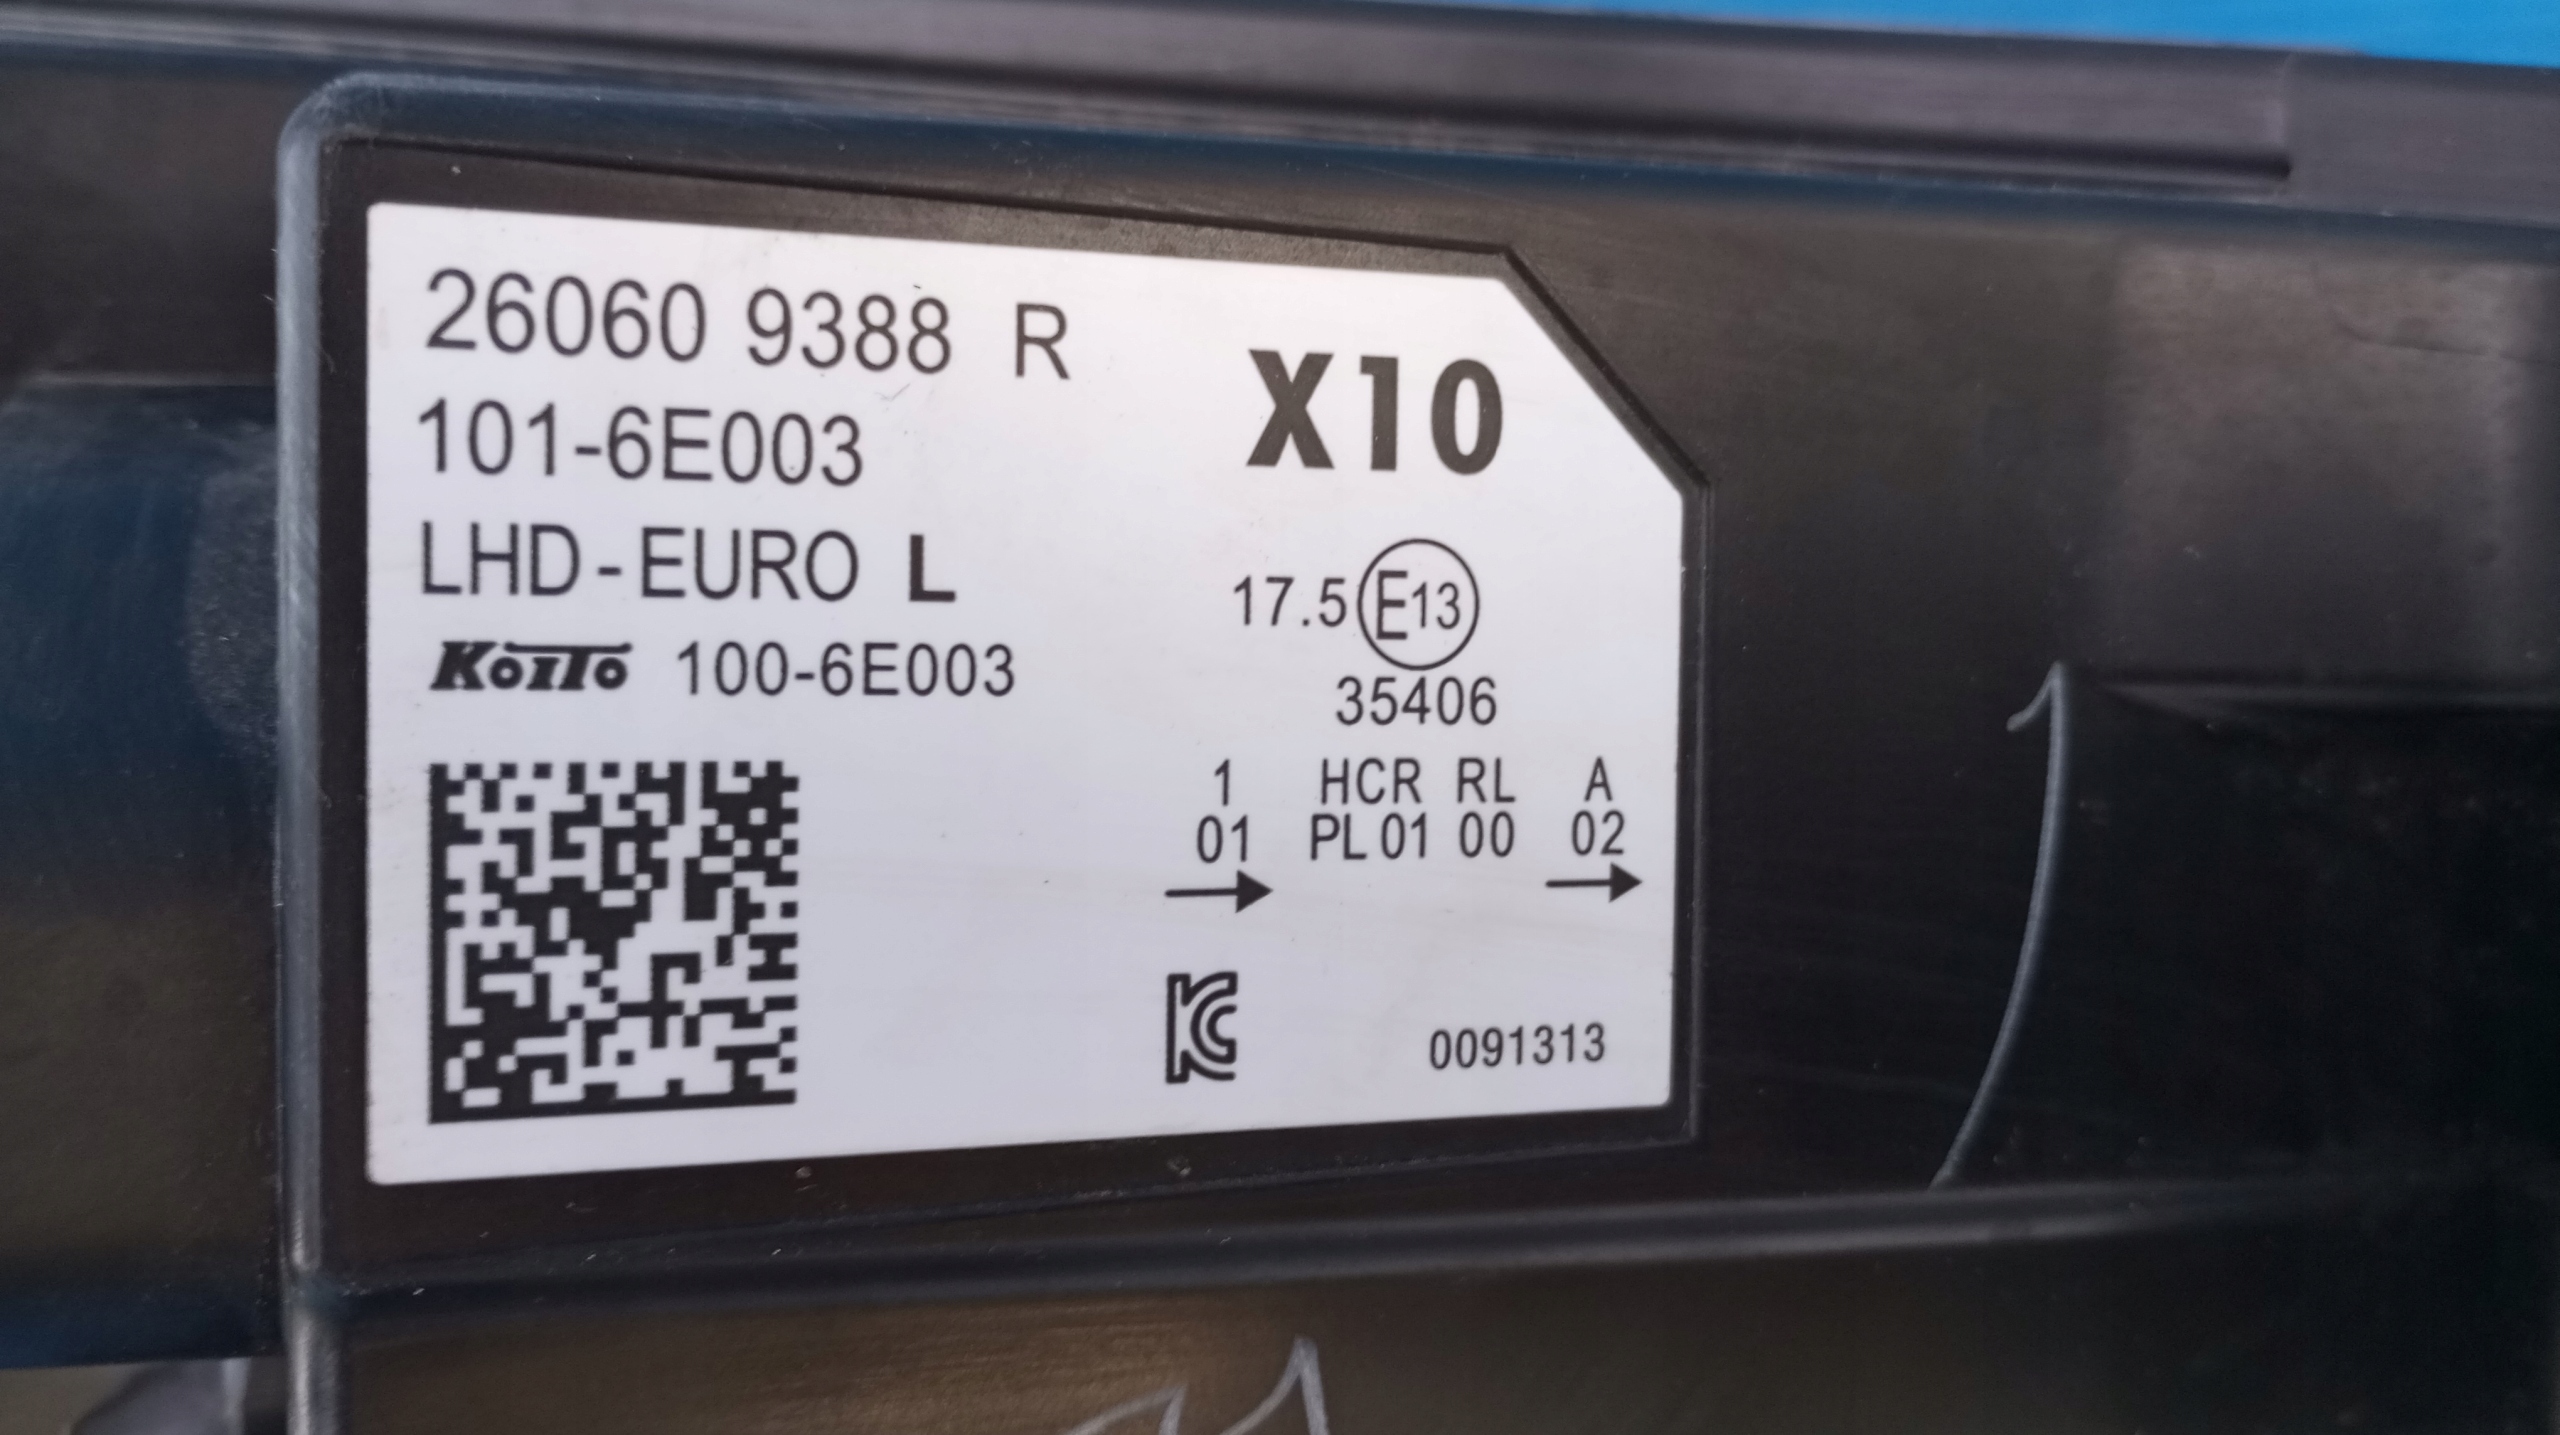 26060 9388 R
X10
101-6E003
LHD-EURO L
KOITO 100-6E003
17.5 E13
35406
1 HCR RL A
01 PL 01 00 02
KC
0091313